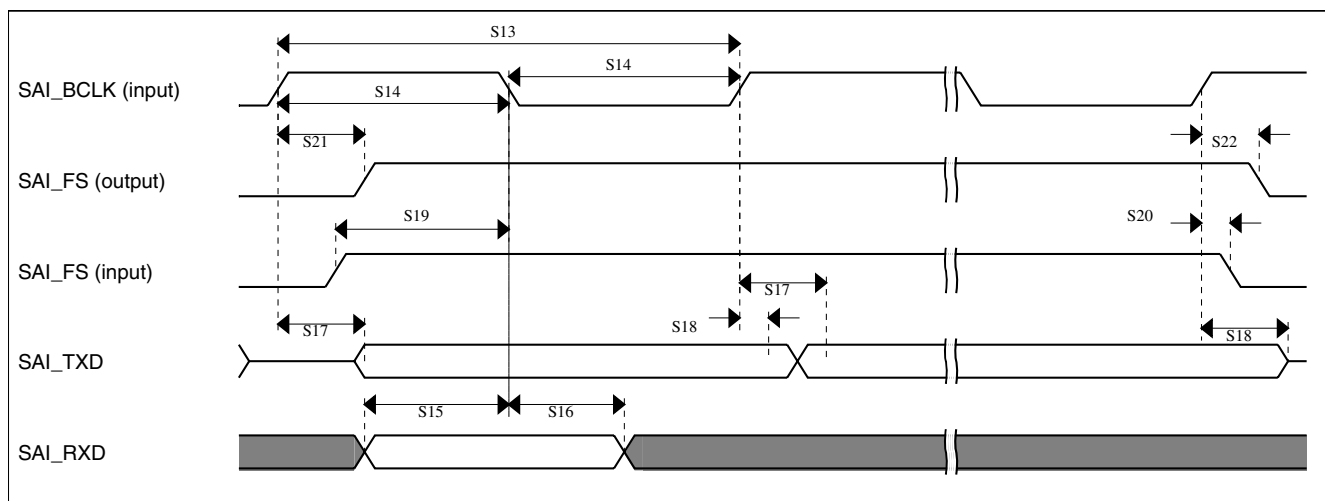 S13
SAI_BCLK (input)
S14
S14
S21
S22
SAI_FS (output)
S19
S20
SAI_FS (input)
S17
S17
S18
S18
SAI_TXD
S15
S16
SAI_RXD